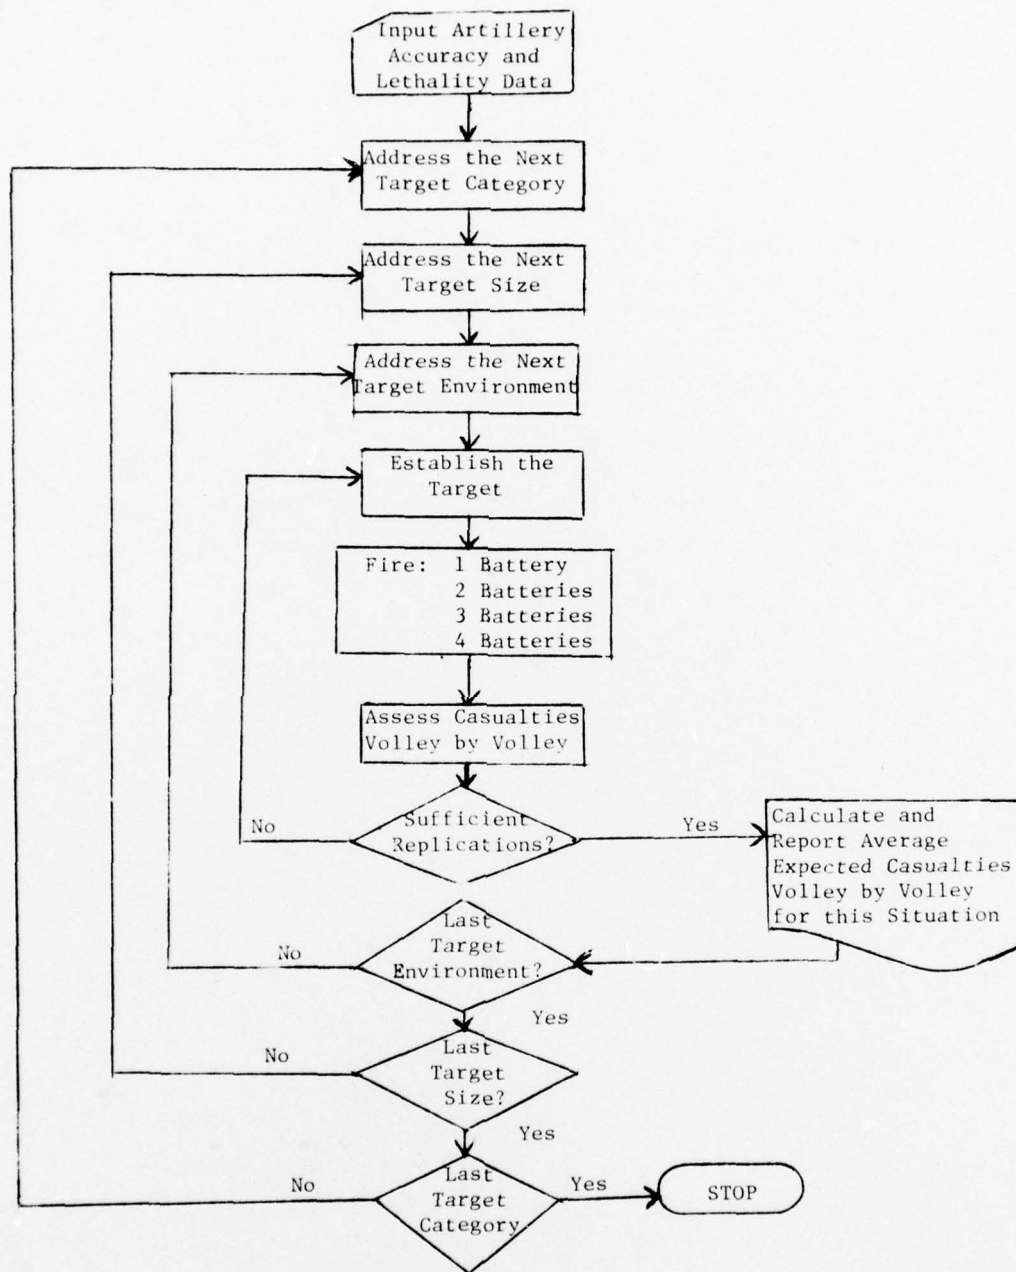 Input Artillery
Accuracy and
Lethality Data
Address the Next
Target Category
Address the Next
Target Size
Address the Next
Target Environment
Establish the
Target
Fire: 1 Battery
2 Batteries
3 Batteries
4 Batteries
Assess Casualties
Volley by Volley
Sufficient
Replications?
No
Yes
Calculate and
Report Average
Expected Casualties
Volley by Volley
for this Situation
Last
Target
Environment?
No
Yes
Last
Target
Size?
No
Yes
Last
Target
Category
No
Yes
STOP